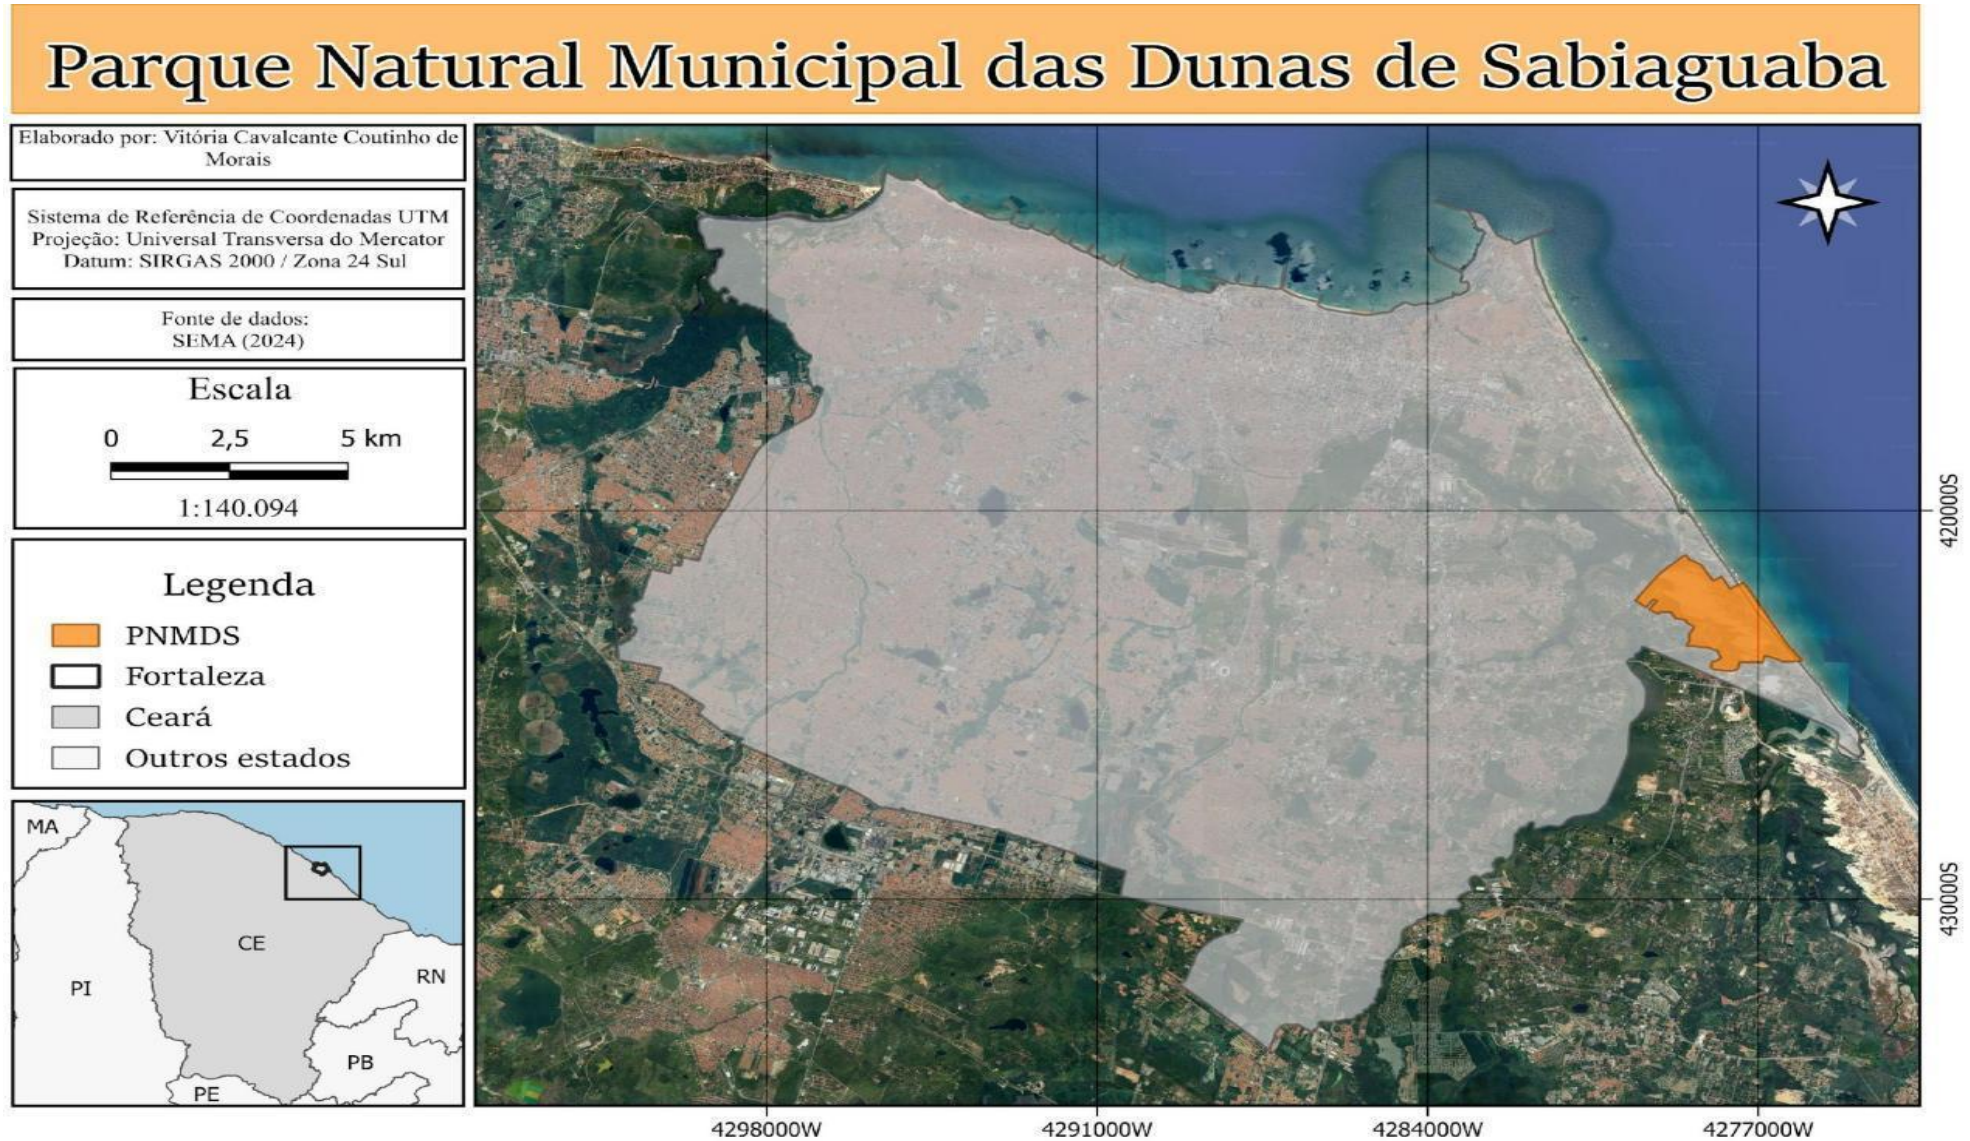 Parque Natural Municipal das Dunas de Sabiaguaba
Elaborado por: Vitória Cavalcante Coutinho de
Morais
Sistema de Referência de Coordenadas UTM
Projeção: Universal Transversa do Mercator
Datum: SIRGAS 2000 / Zona 24 Sul
Fonte de dados:
SEMA (2024)
Escala
0 2,5 5 km
1:140.094
Legenda
PNMDS
Fortaleza
Ceará
Outros estados
MA
CE
PI
RN
PB
PE
42000S
43000S
4298000W
4291000W
4284000W
4277000W